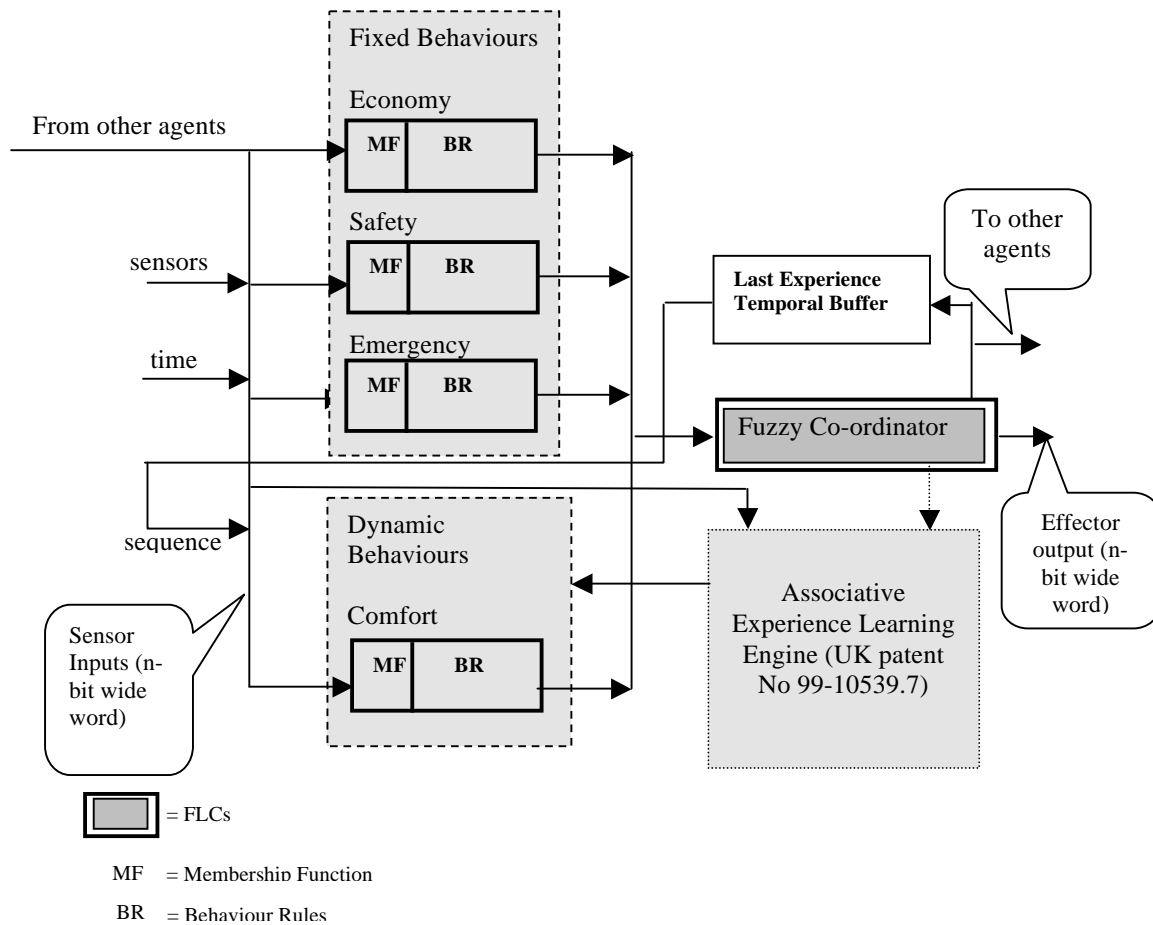 Fixed Behaviours
Economy
From other agents
MF BR
Safety
sensors
MF BR
To other
agents
Last Experience
Temporal Buffer
Emergency
time
MF BR
Fuzzy Co-ordinator
sequence
Dynamic
Behaviours
Comfort
MF BR
Sensor
Inputs (n-
bit wide
word)
Associative
Experience Learning
Engine (UK patent
No 99-10539.7)
Effector
output (n-
bit wide
word)
= FLCs
MF = Membership Function
BR = Behaviour Rules